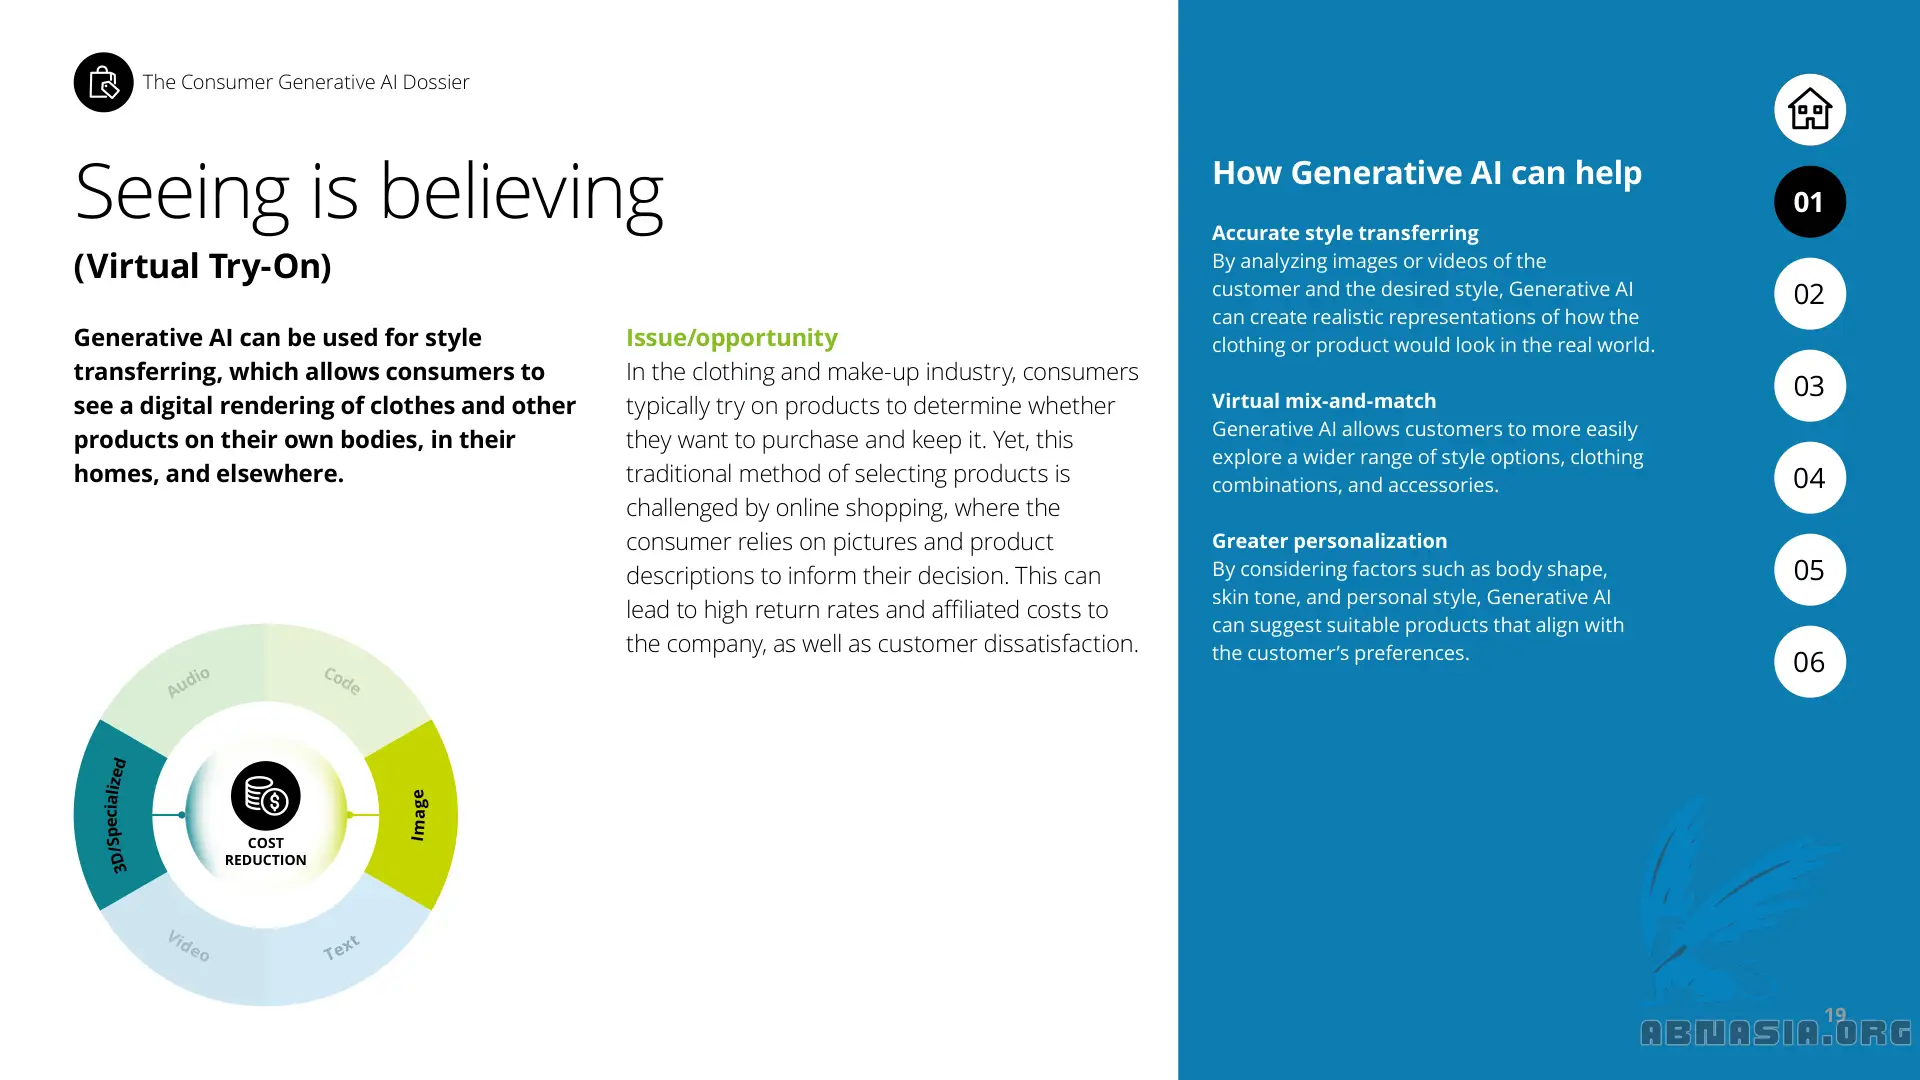 The Consumer Generative AI Dossier
Seeing is believing
(Virtual Try-On)
Generative AI can be used for style
transferring, which allows consumers to
see a digital rendering of clothes and other
products on their own bodies, in their
homes, and elsewhere.
Issue/opportunity
In the clothing and make-up industry, consumers
typically try on products to determine whether
they want to purchase and keep it. Yet, this
traditional method of selecting products is
challenged by online shopping, where the
consumer relies on pictures and product
descriptions to inform their decision. This can
lead to high return rates and affiliated costs to
the company, as well as customer dissatisfaction.
Audio
Code
3D/Specialized
Image
COST
REDUCTION
Video
Text
How Generative AI can help
Accurate style transferring
By analyzing images or videos of the
customer and the desired style, Generative AI
can create realistic representations of how the
clothing or product would look in the real world.
Virtual mix-and-match
Generative AI allows customers to more easily
explore a wider range of style options, clothing
combinations, and accessories.
Greater personalization
By considering factors such as body shape,
skin tone, and personal style, Generative AI
can suggest suitable products that align with
the customer’s preferences.
01
02
03
04
05
06
19
ABNASIA.ORG